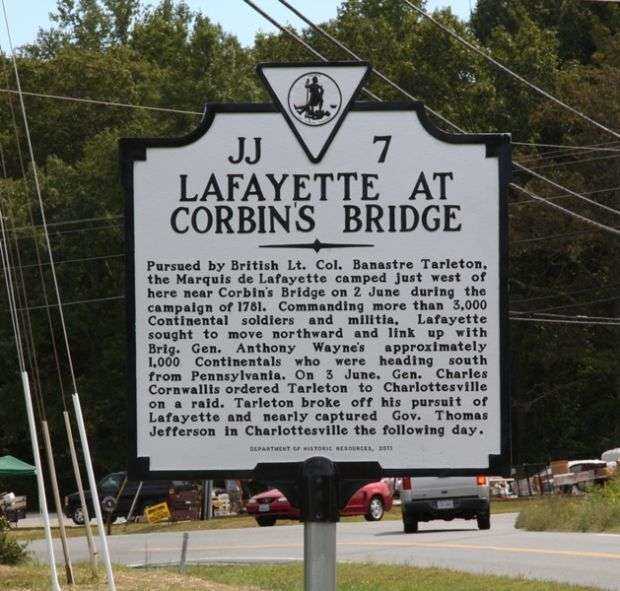 JJ 7
LAFAYETTE AT
CORBIN'S BRIDGE
Pursued by British Lt. Col. Banastre Tarleton,
the Marquis de Lafayette camped just west of
here near Corbin's Bridge on 2 June during the
campaign of 1781. Commanding more than 3,000
Continental soldiers and militia, Lafayette
sought to move northward and link up with
Brig. Gen. Anthony Wayne's approximately
1,000 Continentals who were heading south
from Pennsylvania. On 3 June, Gen. Charles
Cornwallis ordered Tarleton to Charlottesville
on a raid. Tarleton broke off his pursuit of
Lafayette and nearly captured Gov. Thomas
Jefferson in Charlottesville the following day.
DEPARTMENT OF HISTORIC RESOURCES, 2011